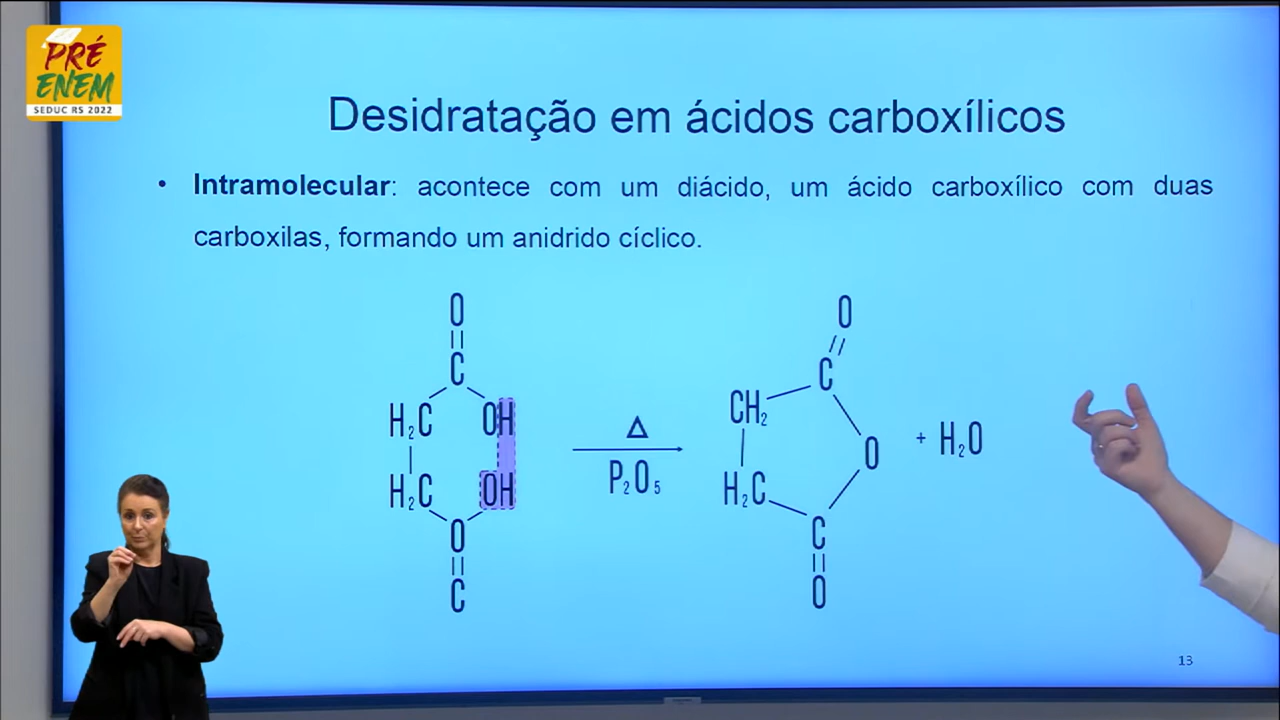 PRÉ
ENEM
SEDUC RS 2022
Desidratação em ácidos carboxílicos
• Intramolecular: acontece com um diácido, um ácido carboxílico com duas
carboxilas, formando um anidrido cíclico.
O
C
H₂C OH
H₂C OH
O
C
Δ
P₂O₅
O
C
CH₂
O
H₂C
C
O
+ H₂O
13